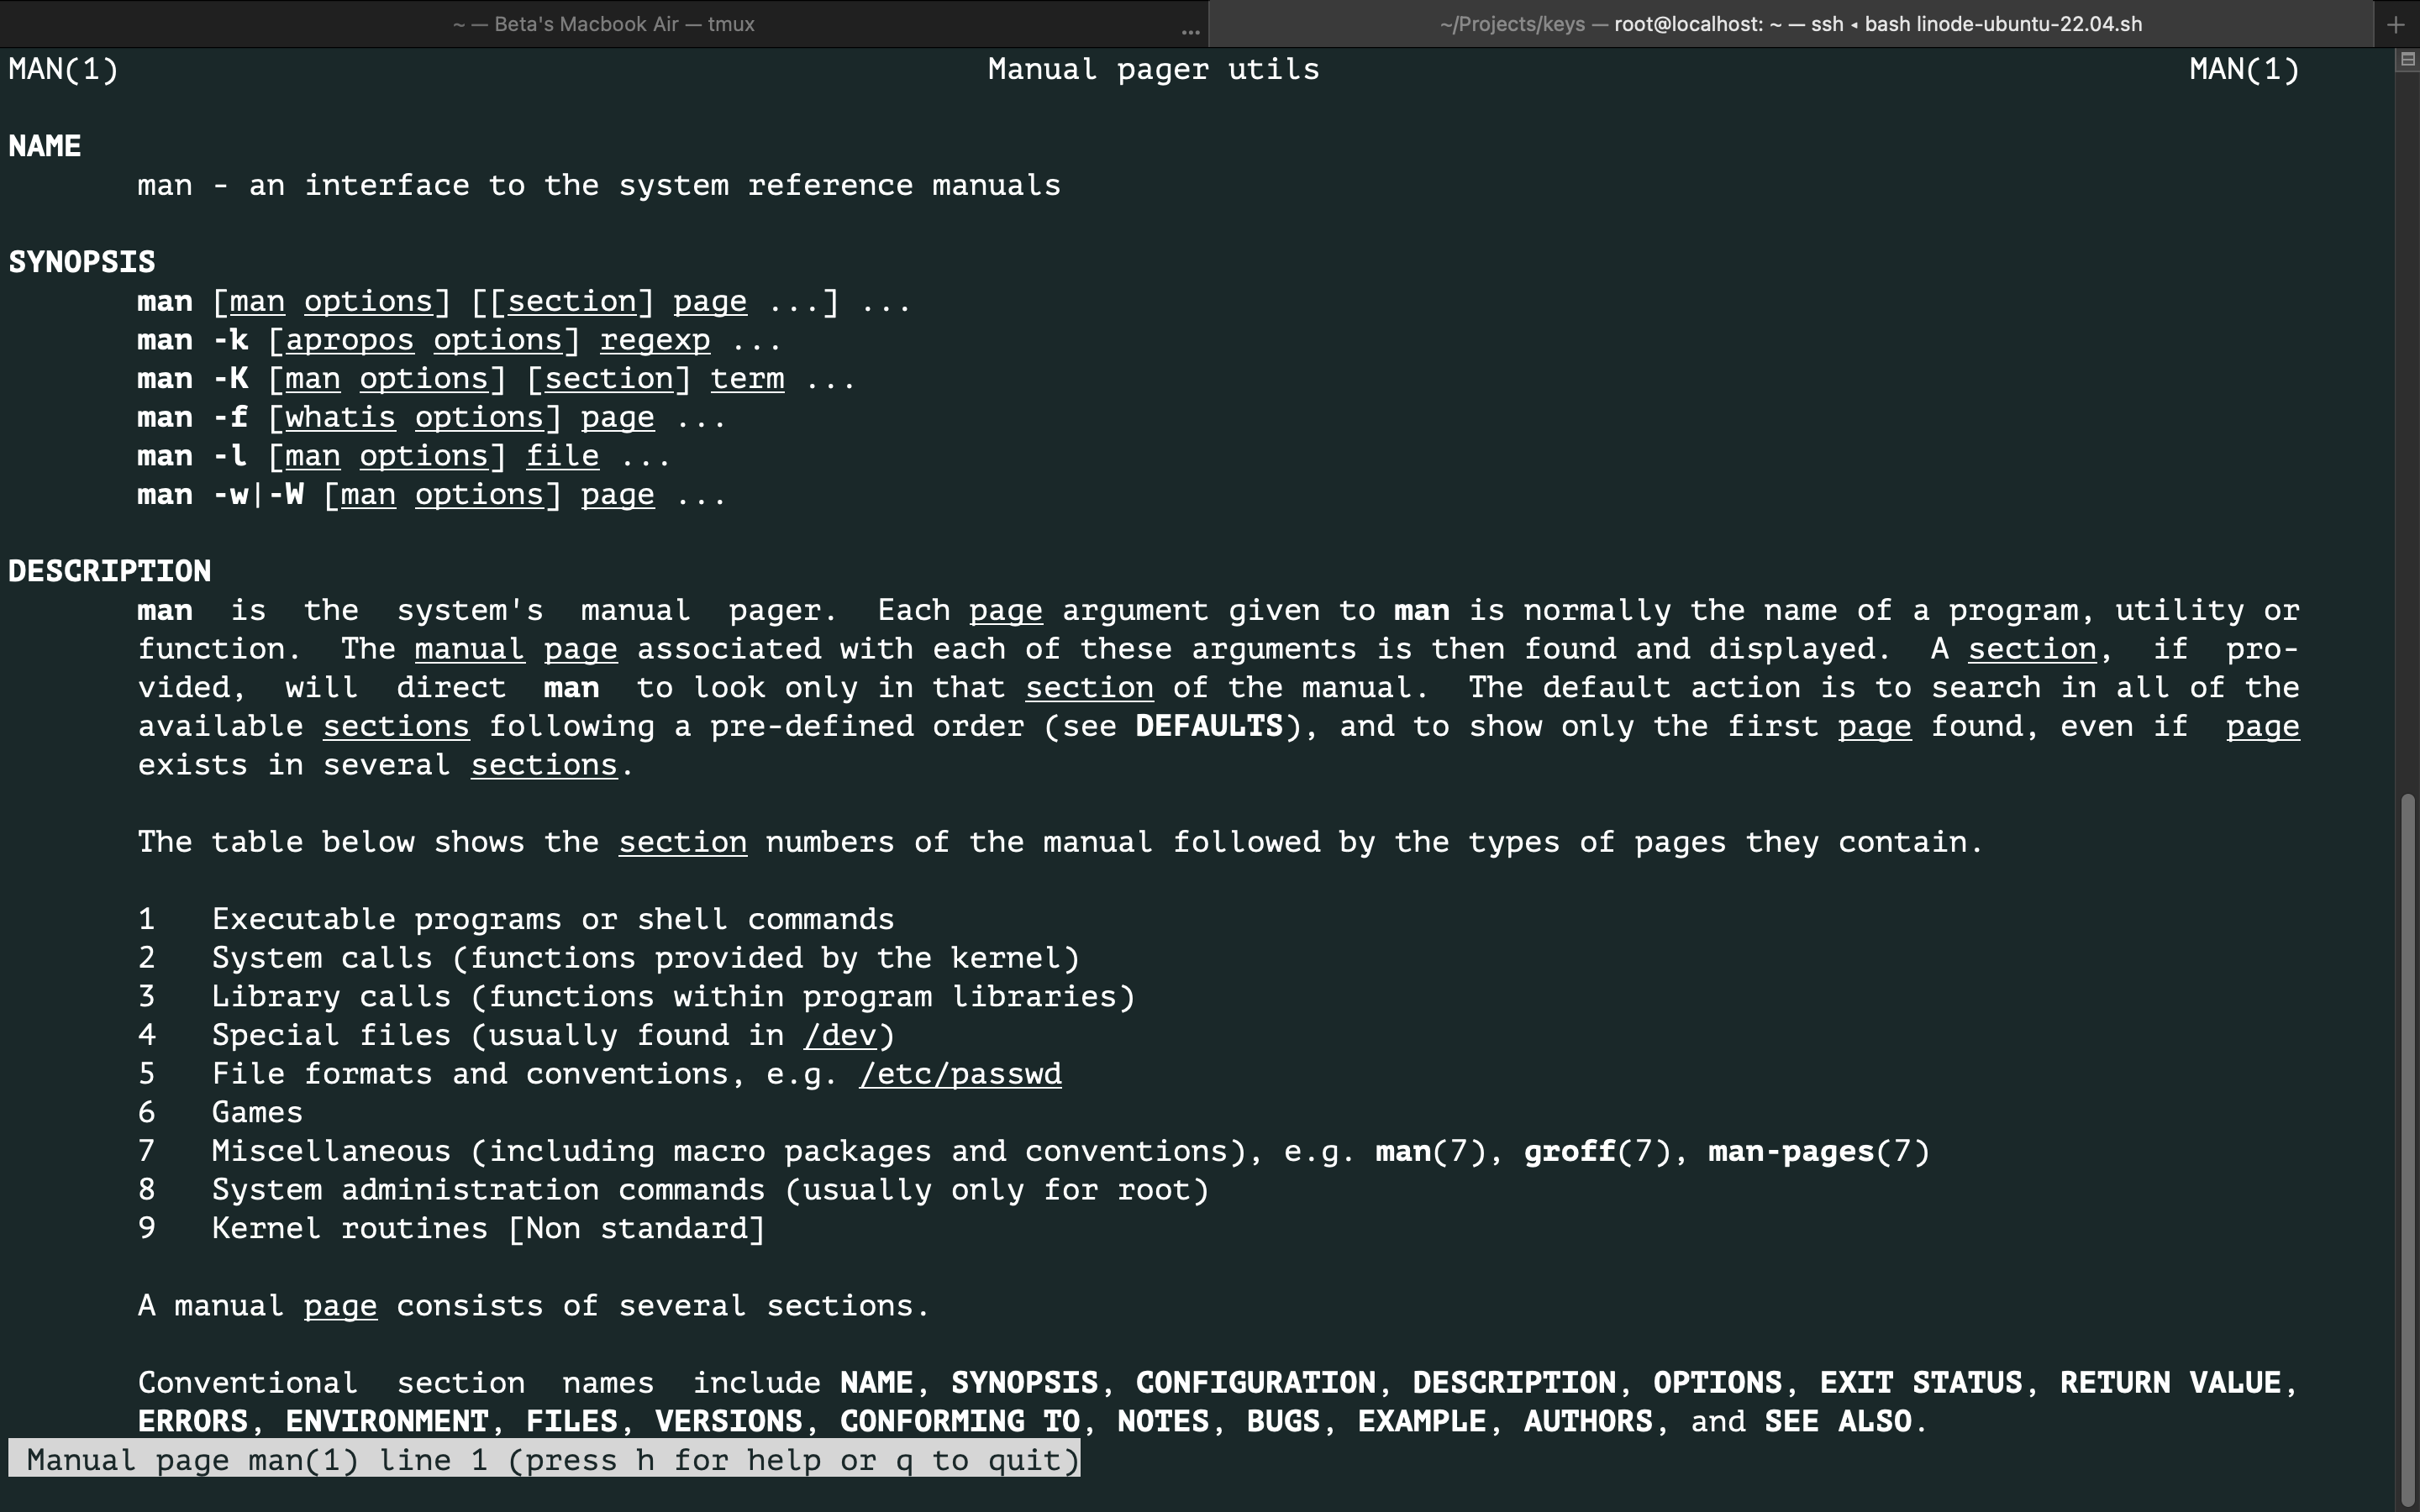 ~ — Beta's Macbook Air — tmux ... ~/Projects/keys — root@localhost: ~ — ssh ◂ bash linode-ubuntu-22.04.sh +
MAN(1) Manual pager utils MAN(1)
NAME
man - an interface to the system reference manuals
SYNOPSIS
man [man options] [[section] page ...] ...
man -k [apropos options] regexp ...
man -K [man options] [section] term ...
man -f [whatis options] page ...
man -l [man options] file ...
man -w|-W [man options] page ...
DESCRIPTION
man is the system's manual pager. Each page argument given to man is normally the name of a program, utility or
function. The manual page associated with each of these arguments is then found and displayed. A section, if pro-
vided, will direct man to look only in that section of the manual. The default action is to search in all of the
available sections following a pre-defined order (see DEFAULTS), and to show only the first page found, even if page
exists in several sections.
The table below shows the section numbers of the manual followed by the types of pages they contain.
1 Executable programs or shell commands
2 System calls (functions provided by the kernel)
3 Library calls (functions within program libraries)
4 Special files (usually found in /dev)
5 File formats and conventions, e.g. /etc/passwd
6 Games
7 Miscellaneous (including macro packages and conventions), e.g. man(7), groff(7), man-pages(7)
8 System administration commands (usually only for root)
9 Kernel routines [Non standard]
A manual page consists of several sections.
Conventional section names include NAME, SYNOPSIS, CONFIGURATION, DESCRIPTION, OPTIONS, EXIT STATUS, RETURN VALUE,
ERRORS, ENVIRONMENT, FILES, VERSIONS, CONFORMING TO, NOTES, BUGS, EXAMPLE, AUTHORS, and SEE ALSO.
Manual page man(1) line 1 (press h for help or q to quit)